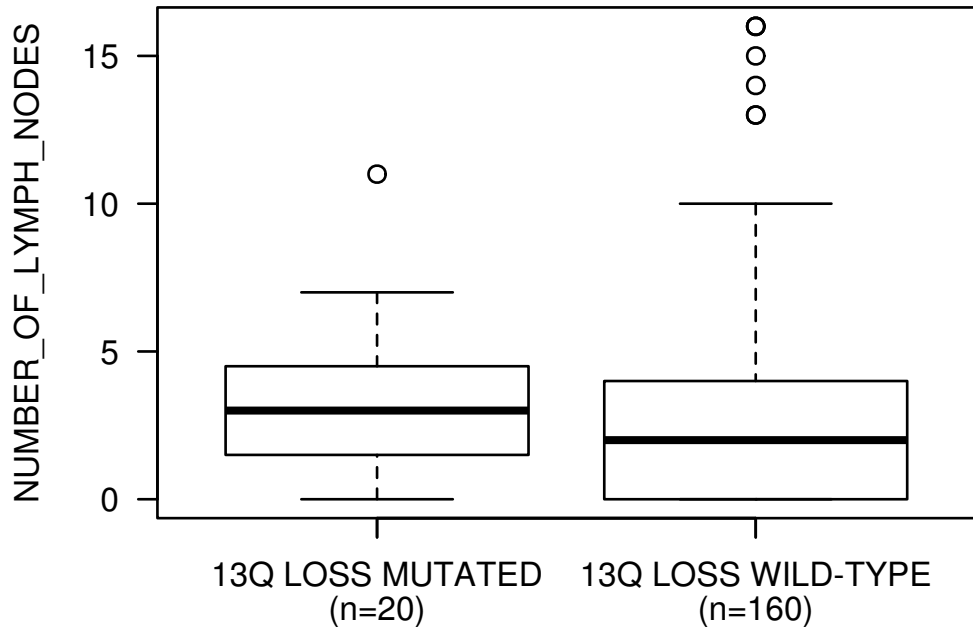 NUMBER_OF_LYMPH_NODES
15
10
5
0
13Q LOSS MUTATED
(n=20)
13Q LOSS WILD-TYPE
(n=160)